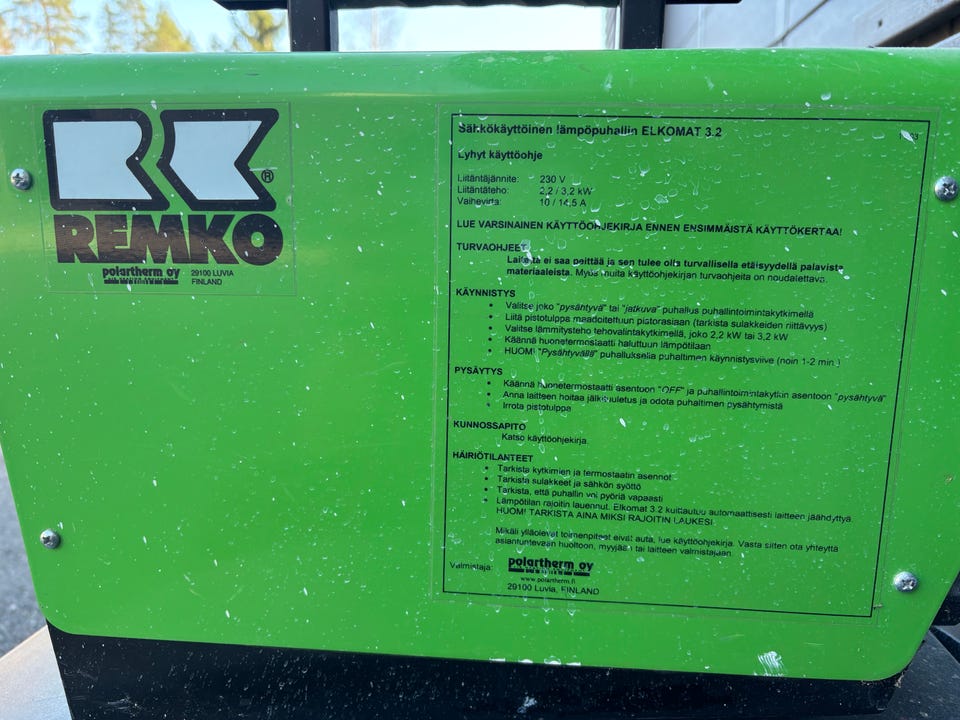 RK®
REMKO
polartherm oy 29100 LUVIA
FINLAND
Sähkökäyttöinen lämpöpuhallin ELKOMAT 3.2
Lyhyt käyttöohje
Liitäntäjännite: 230 V
Liitäntäteho: 2,2 / 3,2 kW
Vaihevirta: 10 / 14,5 A
LUE VARSINAINEN KÄYTTÖOHJEKIRJA ENNEN ENSIMMÄISTÄ KÄYTTÖKERTAA!
TURVAOHJEET
Laitetta ei saa peittää ja sen tulee olla turvallisella etäisyydellä palavista
materiaaleista. Myös muita käyttöohjekirjan turvaohjeita on noudatettava.
KÄYNNISTYS
• Valitse joko "pysähtyvä" tai "jatkuva" puhallus puhallintoimintakytkimellä
• Liitä pistotulppa maadoitettuun pistorasiaan (tarkista sulakkeiden riittävyys)
• Valitse lämmitysteho tehovalintakytkimellä, joko 2,2 kW tai 3,2 kW
• Käännä huonetermostaatti haluttuun lämpötilaan
• HUOM! "Pysähtyvällä" puhalluksella puhaltimen käynnistysviive (noin 1-2 min.)
PYSÄYTYS
• Käännä huonetermostaatti asentoon "OFF" ja puhallintoimintakytkin asentoon "pysähtyvä"
• Anna laitteen hoitaa jälkituuletus ja odota puhaltimen pysähtymistä
• Irrota pistotulppa
KUNNOSSAPITO
Katso käyttöohjekirja.
HÄIRIÖTILANTEET
• Tarkista kytkimien ja termostaatin asennot
• Tarkista sulakkeet ja sähkön syöttö
• Tarkista, että puhallin voi pyöriä vapaasti
• Lämpötilan rajoitin lauennut. Elkomat 3.2 kuittautuu automaattisesti laitteen jäähdyttyä.
HUOM! TARKISTA AINA MIKSI RAJOITIN LAUKESI.
Mikäli ylläolevat toimenpiteet eivät auta, lue käyttöohjekirja. Vasta sitten ota yhteyttä
asiantuntevaan huoltoon, myyjään tai laitteen valmistajaan.
Valmistaja: polartherm oy
www.polartherm.fi
29100 Luvia, FINLAND